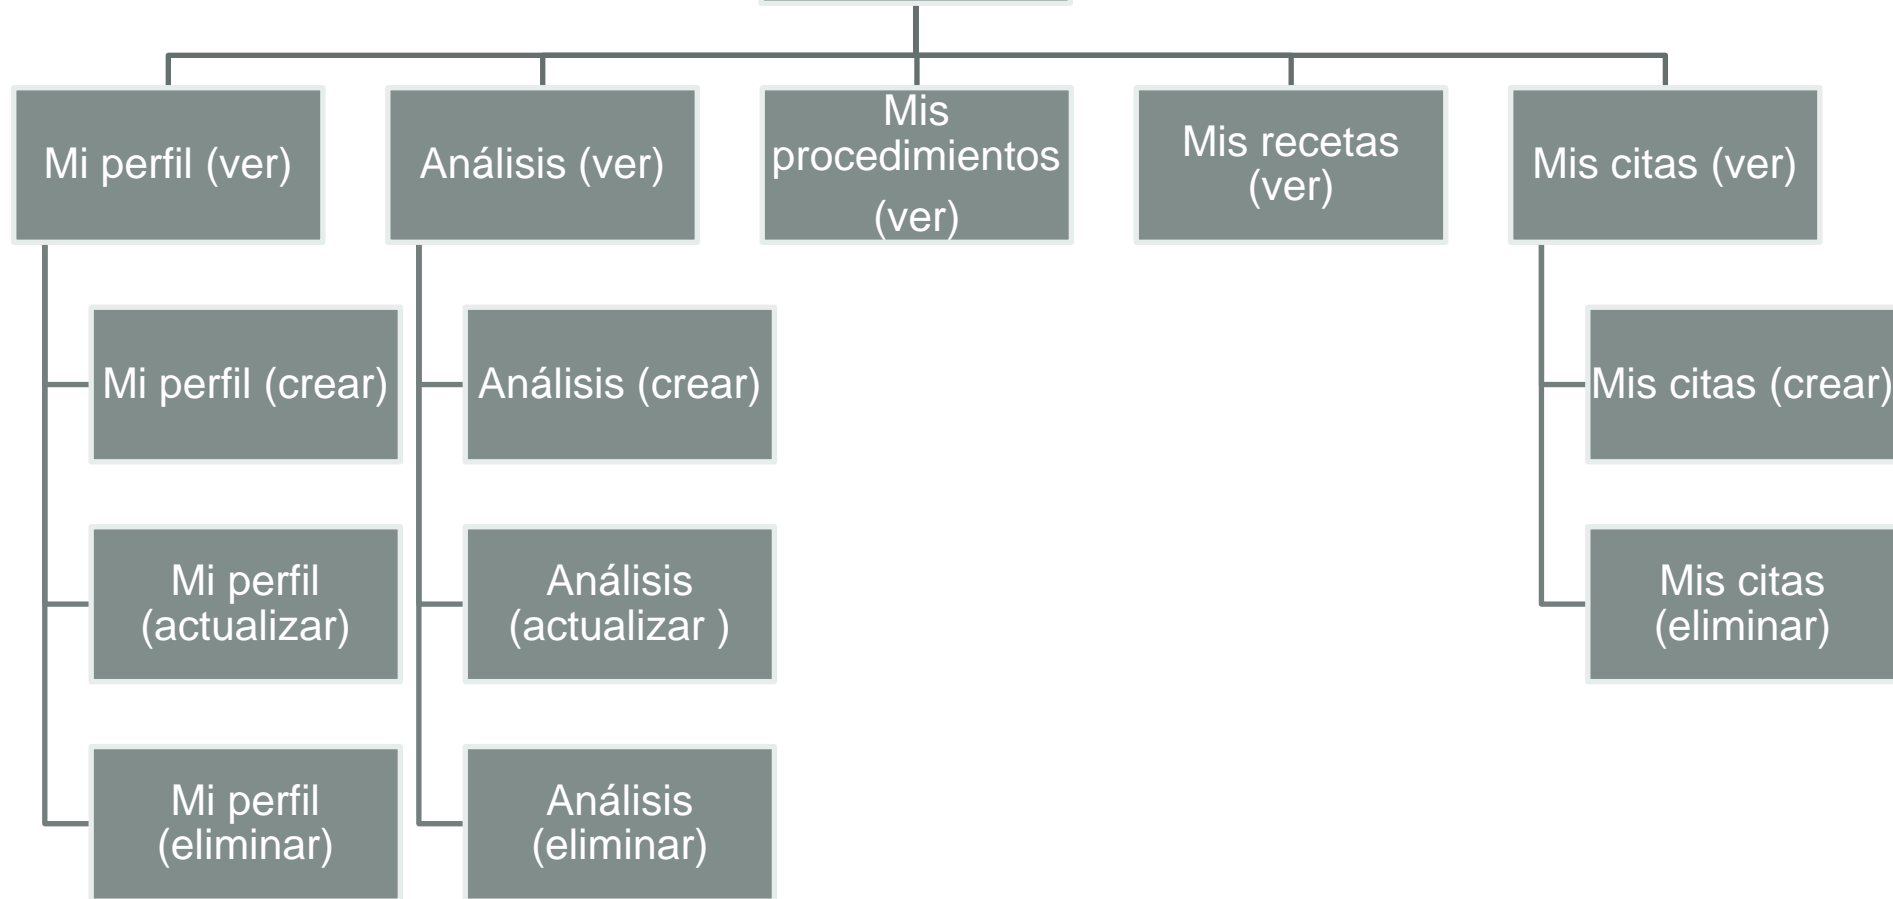 Mi perfil (ver)
Análisis (ver)
Mis
procedimientos
(ver)
Mis recetas
(ver)
Mis citas (ver)
Mi perfil (crear)
Análisis (crear)
Mis citas (crear)
Mi perfil
(actualizar)
Análisis
(actualizar )
Mis citas
(eliminar)
Mi perfil
(eliminar)
Análisis
(eliminar)